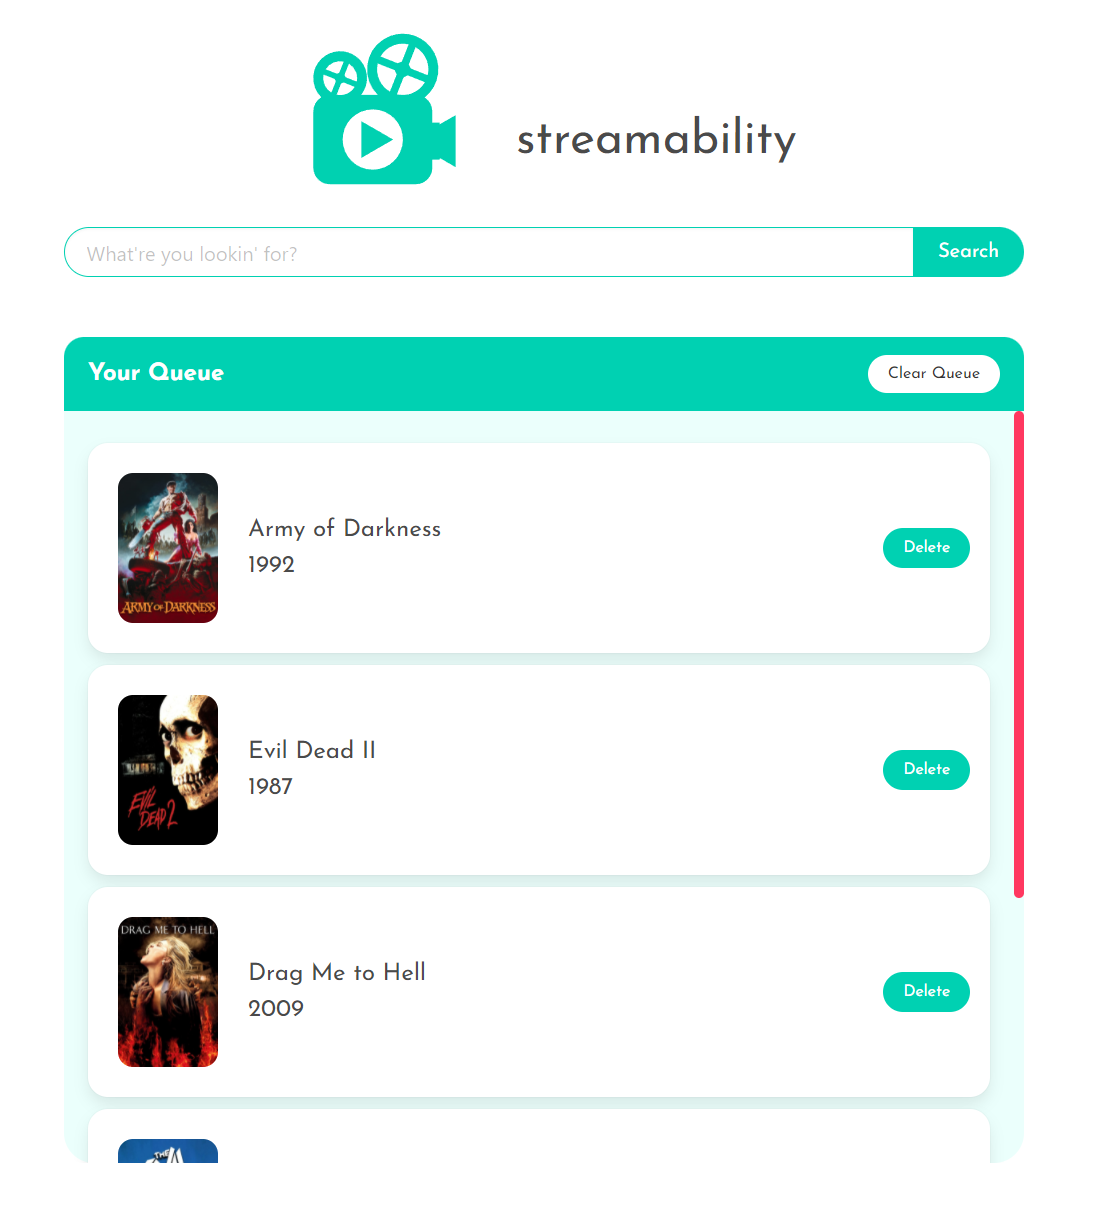 streamability
What're you lookin' for?
Search
Your Queue
Clear Queue
ARMY OF DARKNESS
Army of Darkness
1992
Delete
EVIL
DEAD 2
Evil Dead II
1987
Delete
DRAG ME TO HELL
Drag Me to Hell
2009
Delete
THE